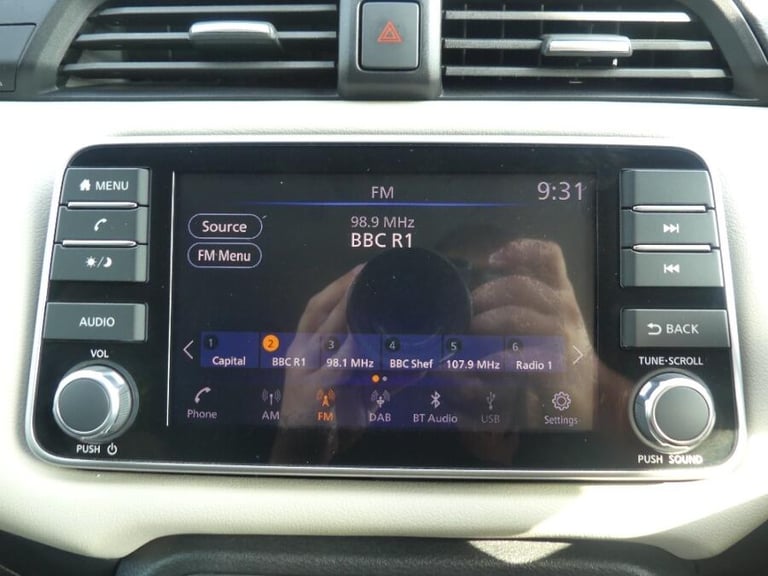 MENU
FM
9:31
Source
98.9 MHz
BBC R1
FM Menu
AUDIO
BACK
VOL
TUNE·SCROLL
1 2 3 4 5 6
Capital BBC R1 98.1 MHz BBC Shef 107.9 MHz Radio 1
Phone AM FM DAB BT Audio USB Settings
PUSH
PUSH SOUND